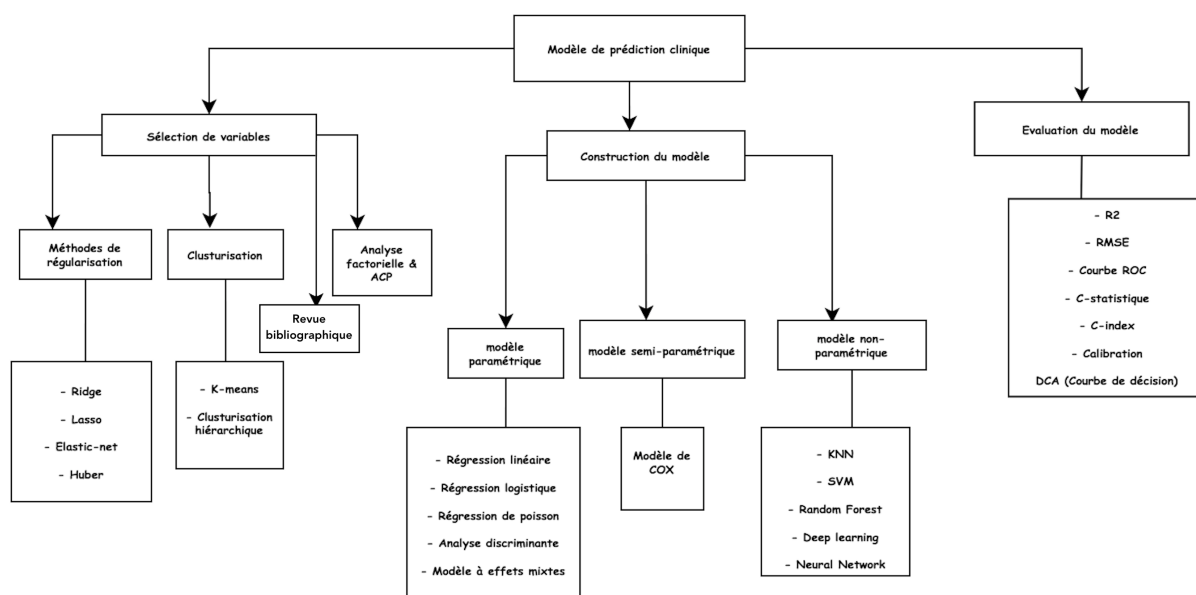 Modèle de prédiction clinique
Sélection de variables
Construction du modèle
Evaluation du modèle
Méthodes de
régularisation
Clusturisation
Revue
bibliographique
Analyse
factorielle &
ACP
- Ridge
- Lasso
- Elastic-net
- Huber
- K-means
- Clusturisation
hiérarchique
modèle
paramétrique
modèle semi-paramétrique
modèle non-
paramétrique
- Régression linéaire
- Régression logistique
- Régression de poisson
- Analyse discriminante
- Modèle à effets mixtes
Modèle de
COX
- KNN
- SVM
- Random Forest
- Deep learning
- Neural Network
- R2
- RMSE
- Courbe ROC
- C-statistique
- C-index
- Calibration
DCA (Courbe de décision)